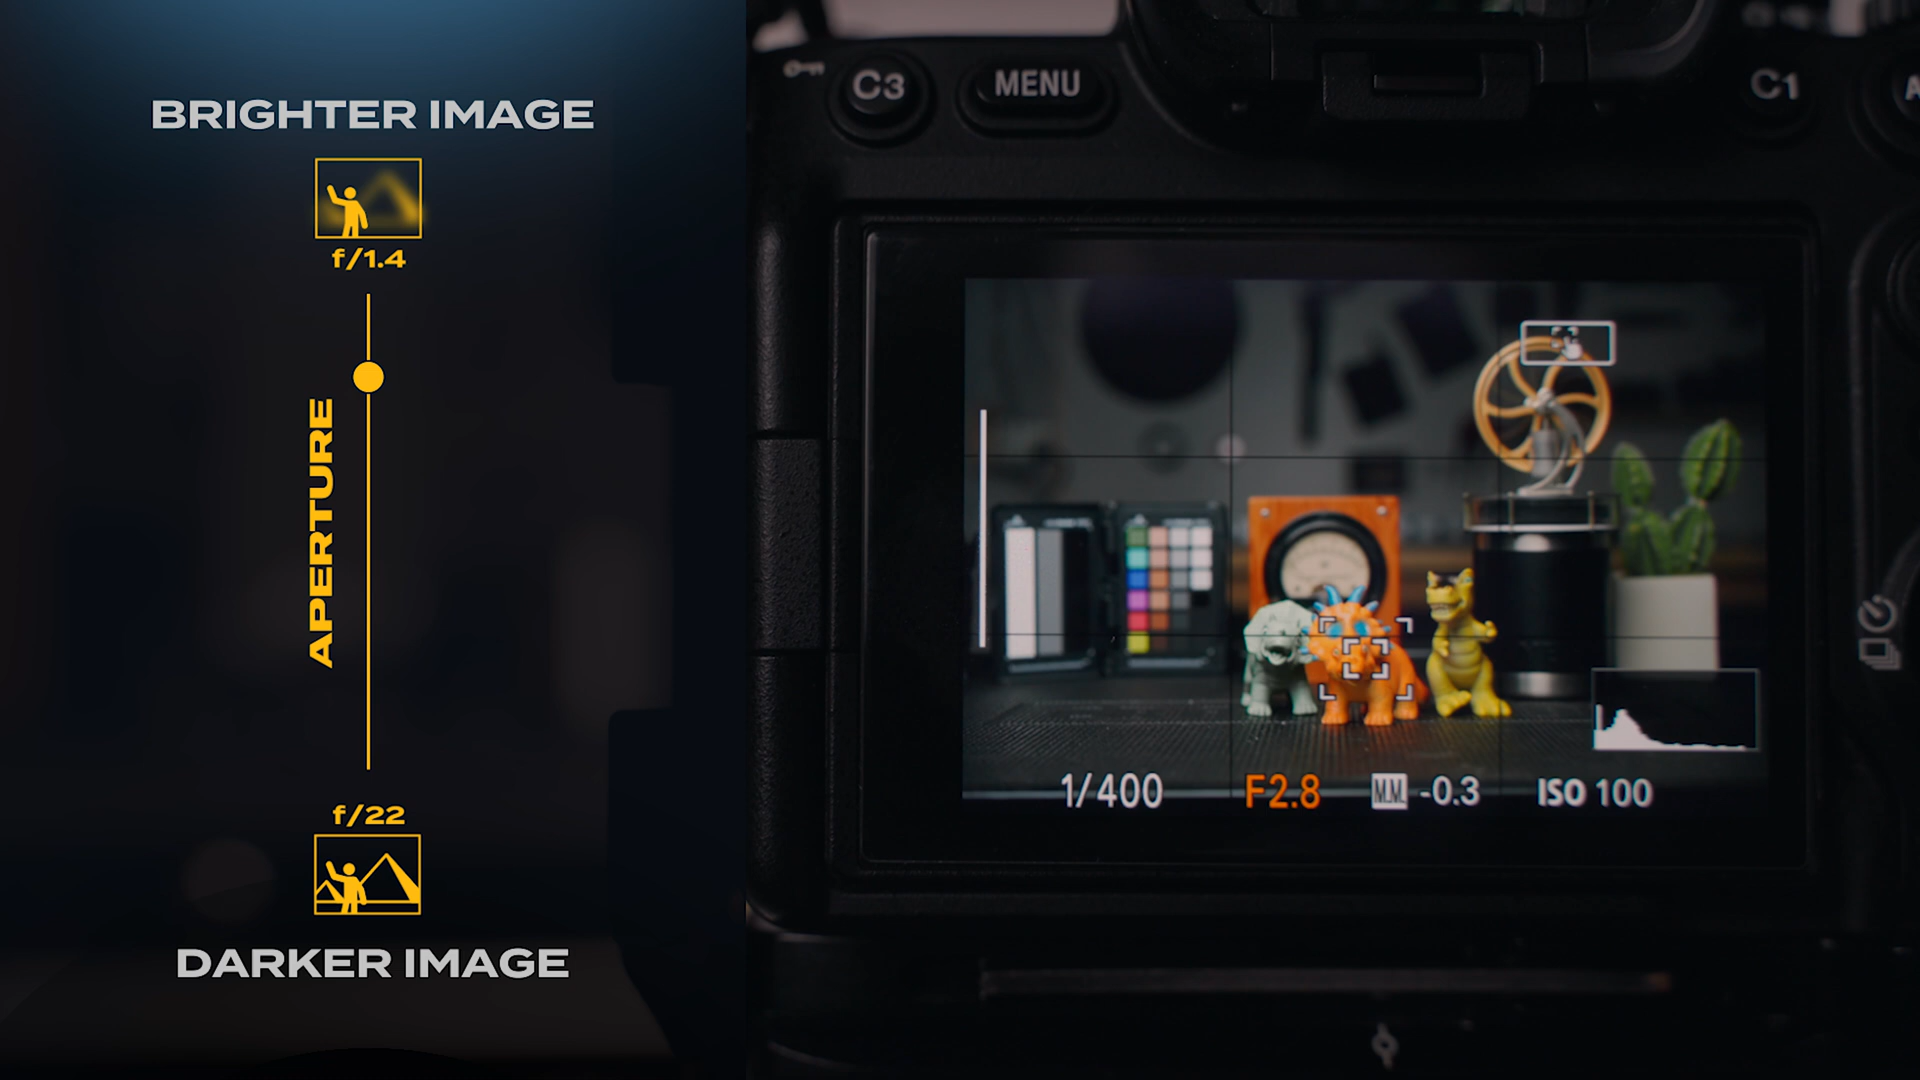 BRIGHTER IMAGE
f/1.4
APERTURE
f/22
DARKER IMAGE
C3
MENU
C1
1/400 F2.8 M.M. -0.3 ISO 100